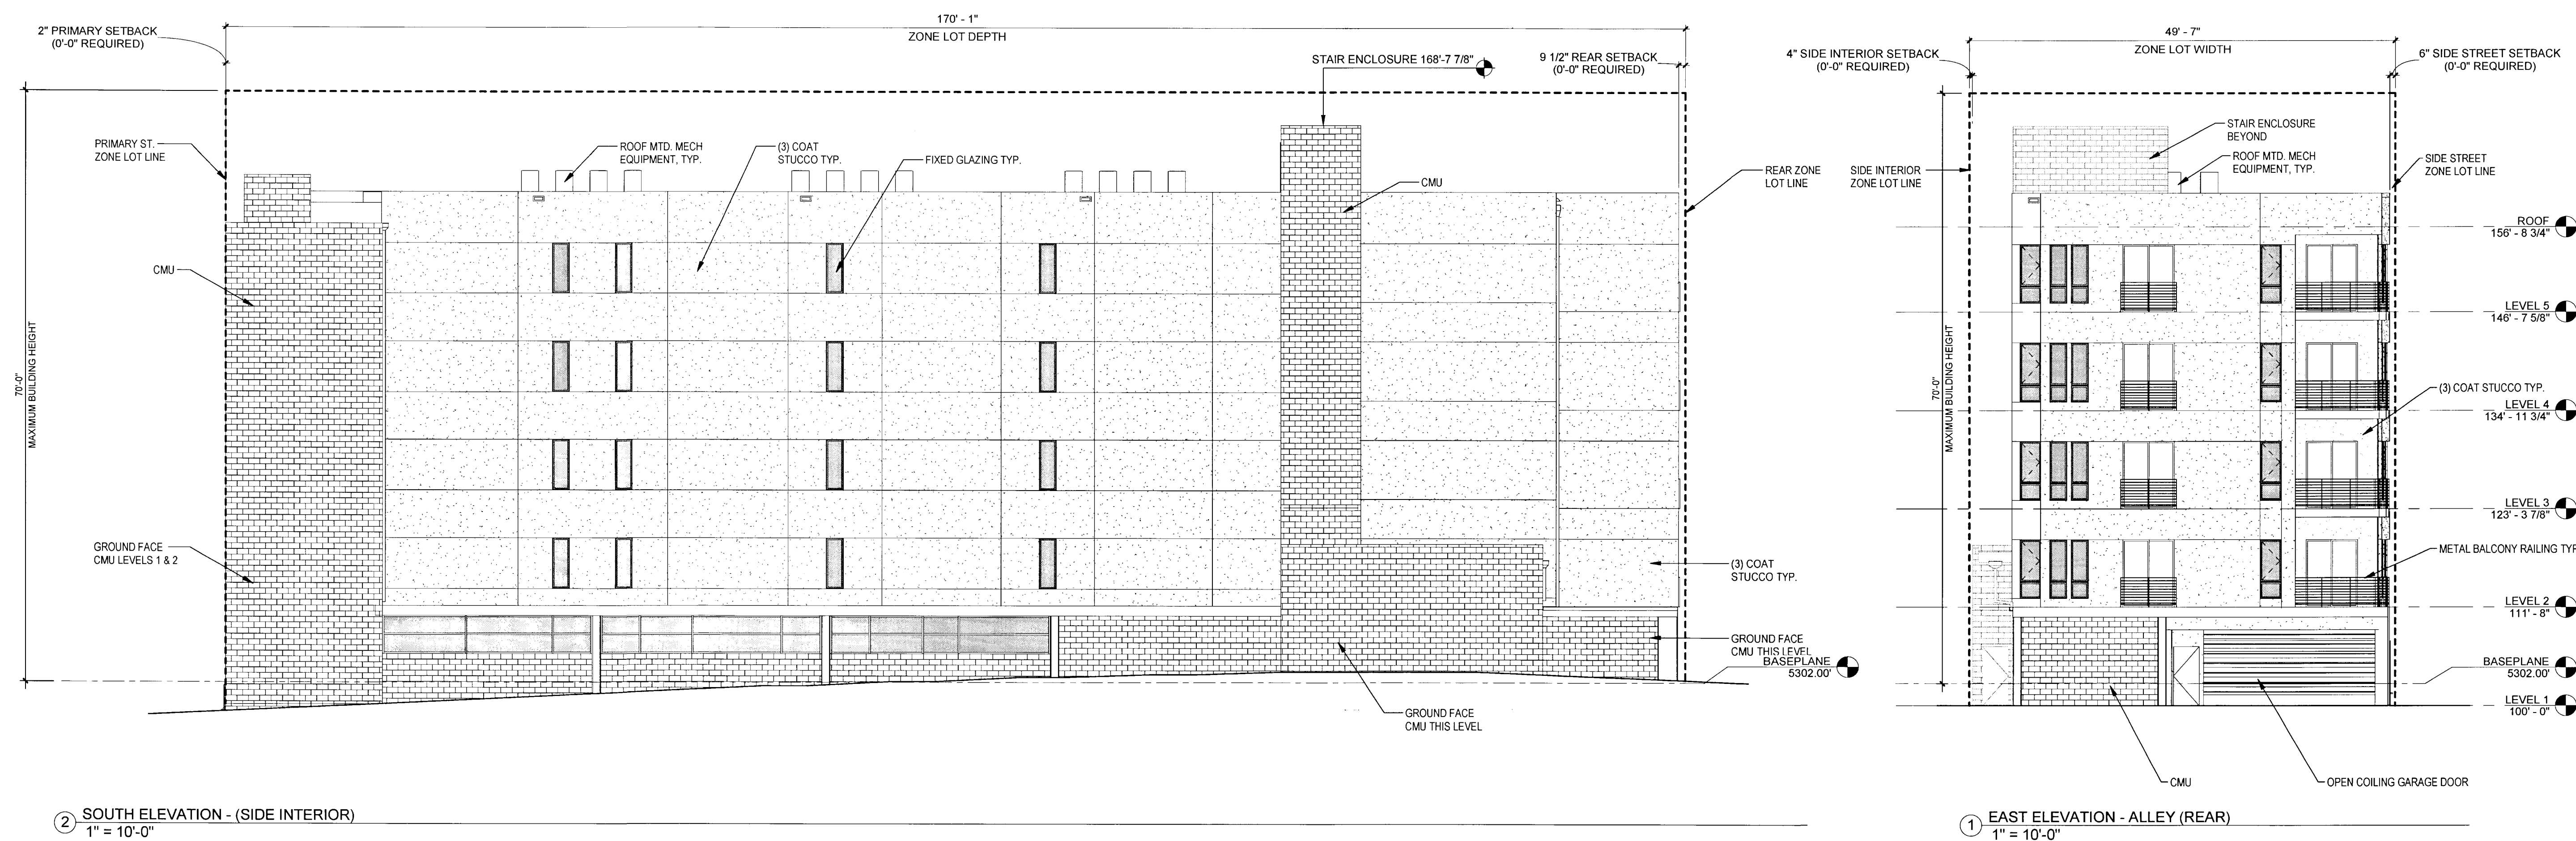 170' - 1"
ZONE LOT DEPTH
2" PRIMARY SETBACK
(0'-0" REQUIRED)
STAIR ENCLOSURE 168'-7 7/8"
9 1/2" REAR SETBACK
(0'-0" REQUIRED)
PRIMARY ST.
ZONE LOT LINE
ROOF MTD. MECH
EQUIPMENT, TYP.
(3) COAT
STUCCO TYP.
FIXED GLAZING TYP.
CMU
REAR ZONE
LOT LINE
CMU
70'-0"
MAXIMUM BUILDING HEIGHT
GROUND FACE
CMU LEVELS 1 & 2
(3) COAT
STUCCO TYP.
GROUND FACE
CMU THIS LEVEL
BASEPLANE
5302.00'
GROUND FACE
CMU THIS LEVEL
2 SOUTH ELEVATION - (SIDE INTERIOR)
1" = 10'-0"
49' - 7"
ZONE LOT WIDTH
4" SIDE INTERIOR SETBACK
(0'-0" REQUIRED)
6" SIDE STREET SETBACK
(0'-0" REQUIRED)
STAIR ENCLOSURE
BEYOND
ROOF MTD. MECH
EQUIPMENT, TYP.
SIDE INTERIOR
ZONE LOT LINE
SIDE STREET
ZONE LOT LINE
ROOF
156' - 8 3/4"
LEVEL 5
146' - 7 5/8"
70'-0"
MAXIMUM BUILDING HEIGHT
(3) COAT STUCCO TYP.
LEVEL 4
134' - 11 3/4"
LEVEL 3
123' - 3 7/8"
METAL BALCONY RAILING TYP
LEVEL 2
111' - 8"
BASEPLANE
5302.00'
LEVEL 1
100' - 0"
CMU
OPEN COILING GARAGE DOOR
1 EAST ELEVATION - ALLEY (REAR)
1" = 10'-0"